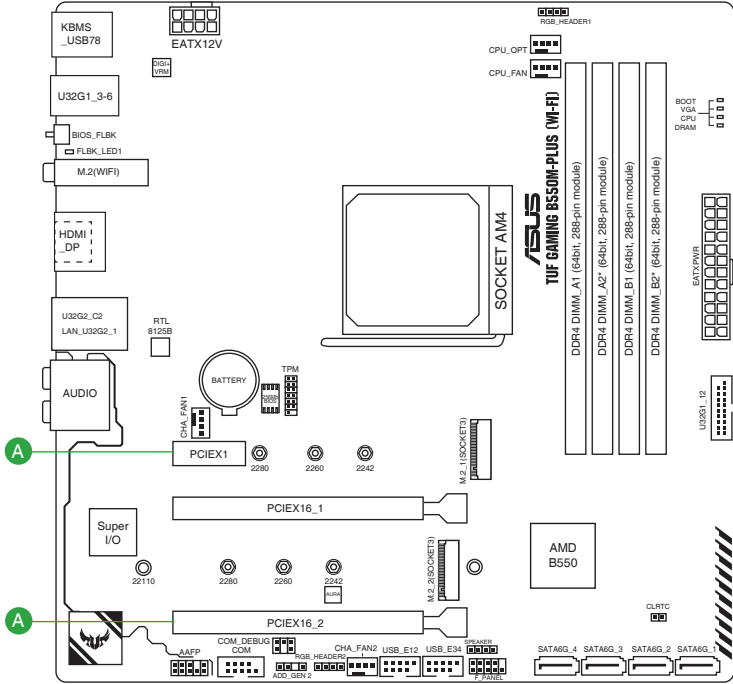 RGB_HEADER1
KBMS
_USB78
EATX12V
CPU_OPT
CPU_FAN
DIGI+
VRM
U32G1_3-6
BIOS_FLBK
FLBK_LED1
M.2(WIFI)
BOOT
VGA
CPU
DRAM
HDMI
_DP
SOCKET AM4
ASUS
TUF GAMING B550M-PLUS (WI-FI)
DDR4 DIMM_A1 (64bit, 288-pin module)
DDR4 DIMM_A2* (64bit, 288-pin module)
DDR4 DIMM_B1 (64bit, 288-pin module)
DDR4 DIMM_B2* (64bit, 288-pin module)
EATXPWR
U32G2_C2
LAN_U32G2_1
RTL
8125B
AUDIO
BATTERY
256Mb
BIOS
TPM
CHA_FAN1
U32G1_12
A
PCIEX1
2280
2260
2242
M.2_1(SOCKET3)
PCIEX16_1
Super
I/O
AMD
B550
22110
2280
2260
2242
AURA
M.2_2(SOCKET3)
A
PCIEX16_2
CLRTC
AAFP
COM_DEBUG
COM
ADD_GEN 2
RGB_HEADER2
CHA_FAN2
USB_E12
USB_E34
SPEAKER
F_PANEL
SATA6G_4
SATA6G_3
SATA6G_2
SATA6G_1